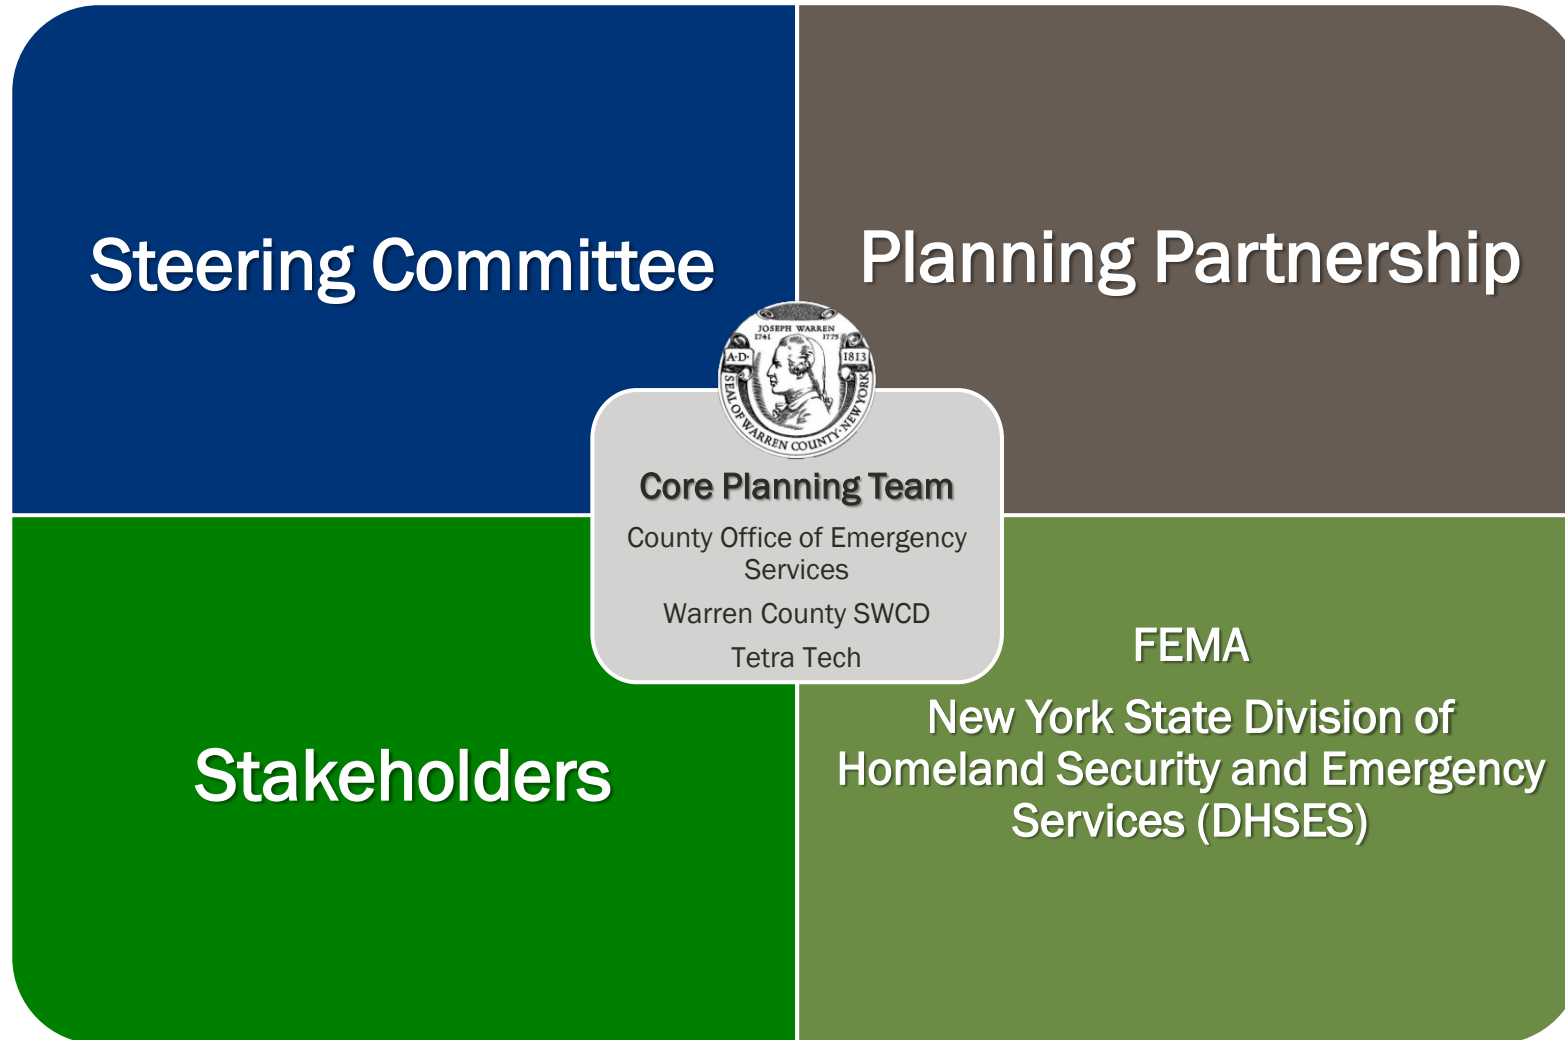 Steering Committee
Planning Partnership
JOSEPH WARREN
1741 1775
A·D· 1813
SEAL OF WARREN COUNTY · NEW YORK
Core Planning Team
County Office of Emergency
Services
Warren County SWCD
Tetra Tech
Stakeholders
FEMA
New York State Division of
Homeland Security and Emergency
Services (DHSES)